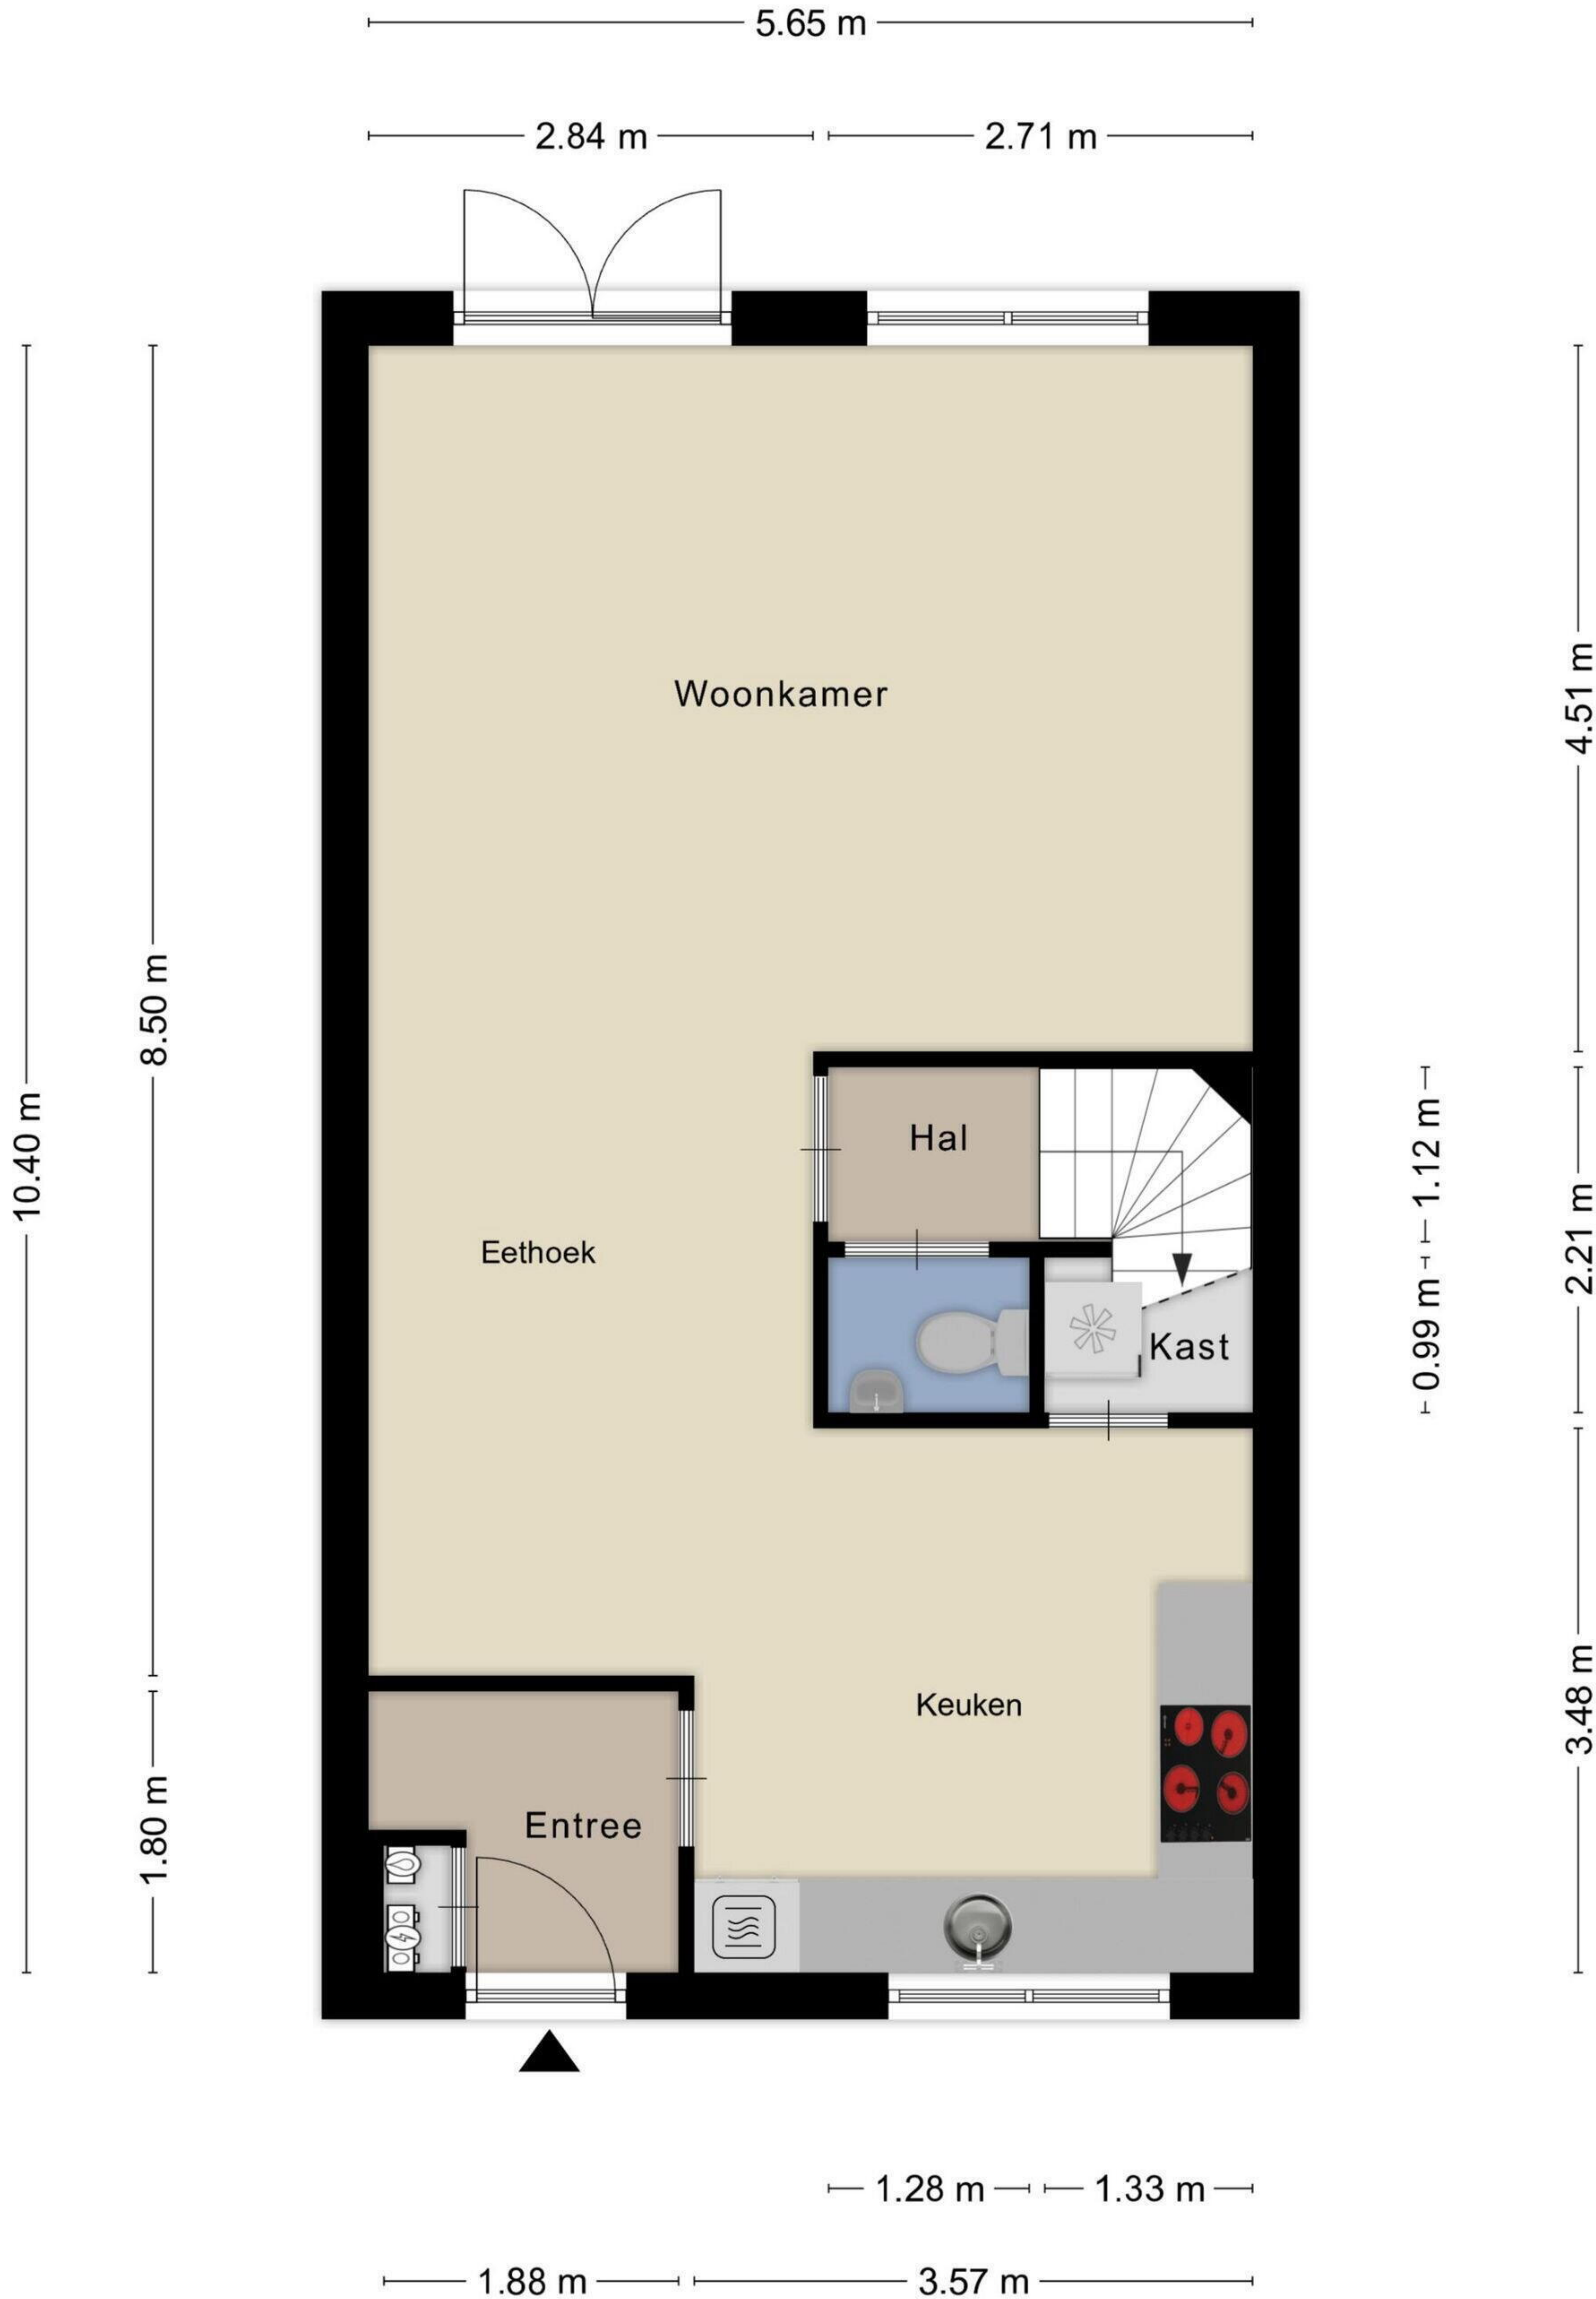 5.65 m
2.84 m
2.71 m
Woonkamer
4.51 m
8.50 m
10.40 m
Hal
1.12 m
2.21 m
Eethoek
0.99 m
Kast
Keuken
3.48 m
Entree
1.80 m
1.28 m
1.33 m
1.88 m
3.57 m